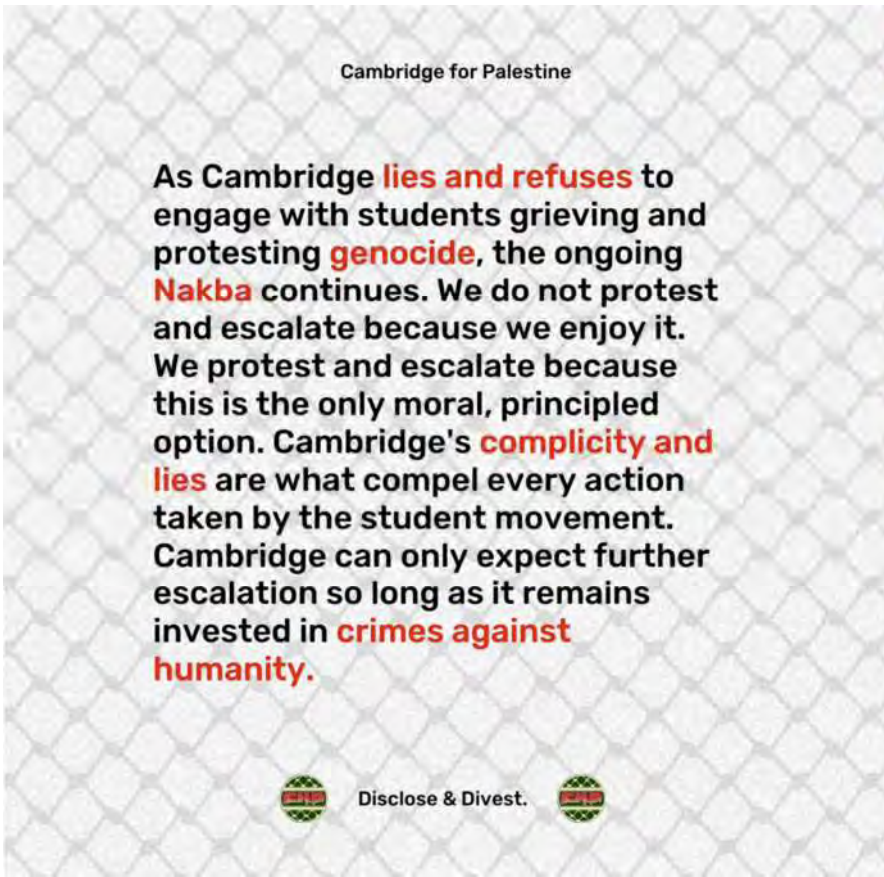 Cambridge for Palestine
As Cambridge lies and refuses to
engage with students grieving and
protesting genocide, the ongoing
Nakba continues. We do not protest
and escalate because we enjoy it.
We protest and escalate because
this is the only moral, principled
option. Cambridge's complicity and
lies are what compel every action
taken by the student movement.
Cambridge can only expect further
escalation so long as it remains
invested in crimes against
humanity.
Disclose & Divest.